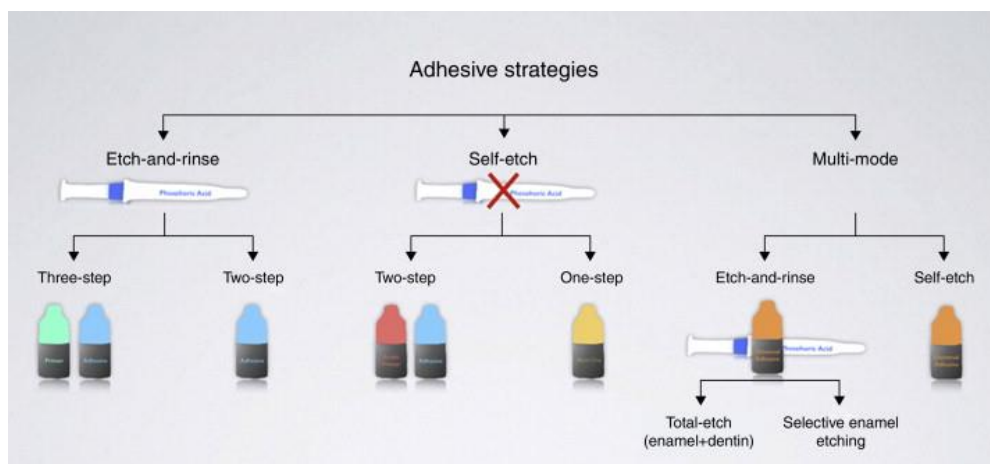 Adhesive strategies
Etch-and-rinse
Self-etch
Multi-mode
Phosphoric Acid
Phosphoric Acid
Three-step
Two-step
Two-step
One-step
Etch-and-rinse
Self-etch
Primer
Adhesive
Adhesive
Adhesive
Phosphoric Acid
Total-etch
(enamel+dentin)
Selective enamel
etching